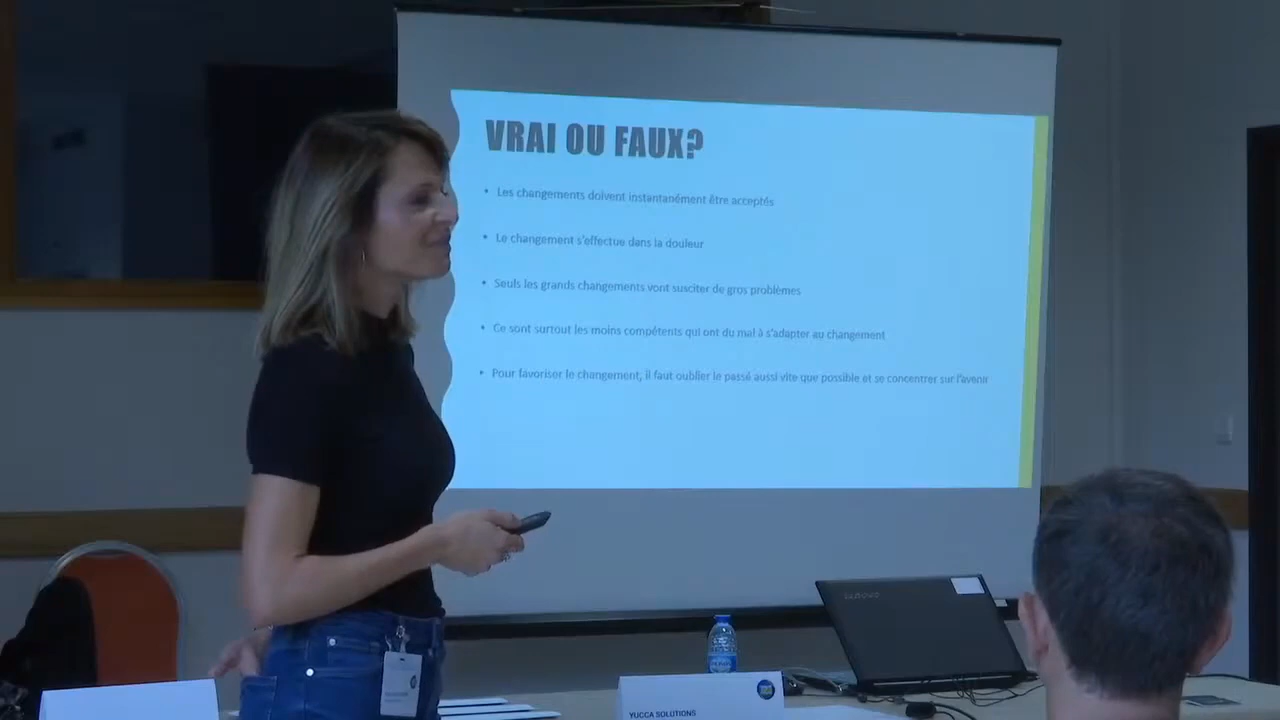 VRAI OU FAUX?
• Les changements doivent instantanément être acceptés
• Le changement s'effectue dans la douleur
• Seuls les grands changements vont susciter de gros problèmes
• Ce sont surtout les moins compétents qui ont du mal à s'adapter au changement
• Pour favoriser le changement, il faut oublier le passé aussi vite que possible et se concentrer sur l'avenir
lenovo
YUCCA SOLUTIONS